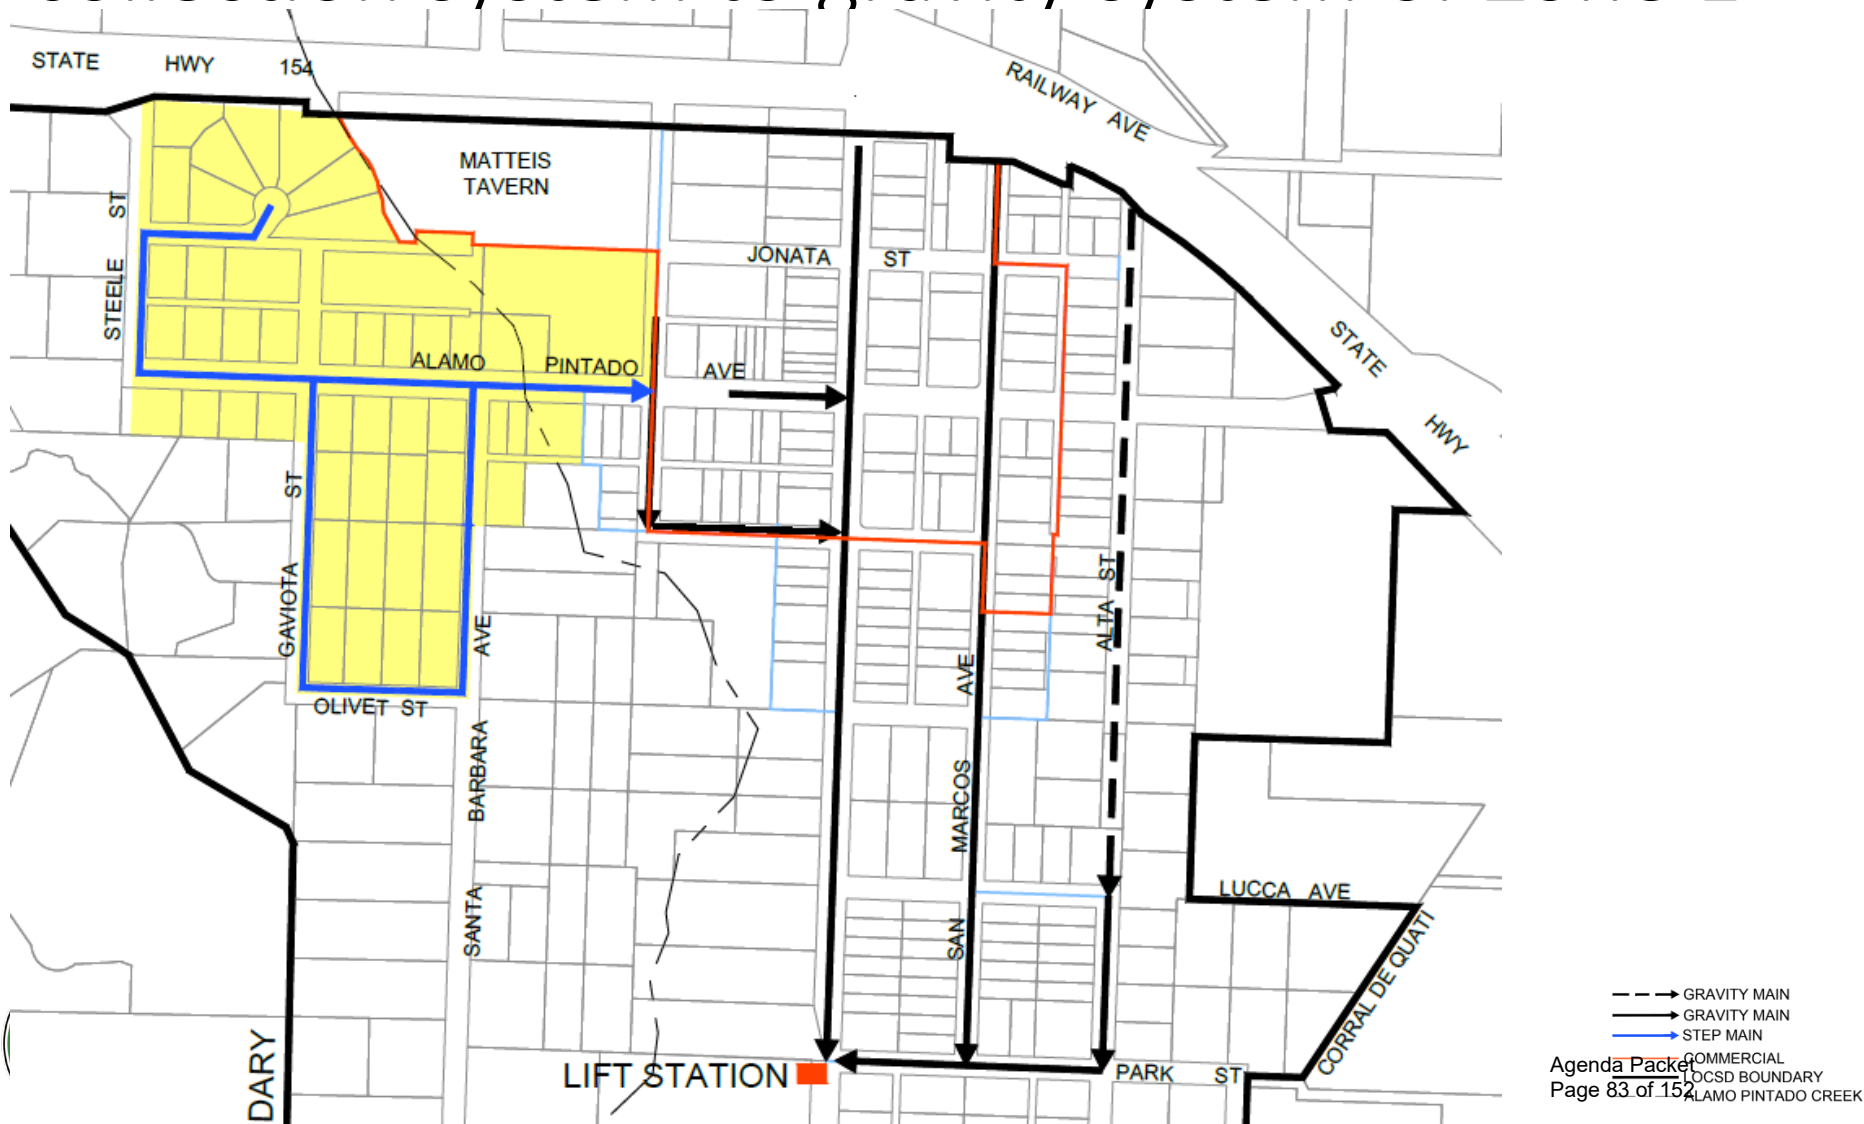 STATE HWY 154
RAILWAY AVE
MATTEIS
TAVERN
STEELE ST
JONATA ST
STATE HWY
ALAMO PINTADO AVE
GAVIOTA ST
ALTA ST
OLIVET ST
SANTA BARBARA AVE
SAN MARCOS AVE
LUCCA AVE
CORRAL DE QUATI
DARY
LIFT STATION
PARK ST
GRAVITY MAIN
GRAVITY MAIN
STEP MAIN
COMMERCIAL
LOCSD BOUNDARY
ALAMO PINTADO CREEK
Agenda Packet
Page 83 of 152